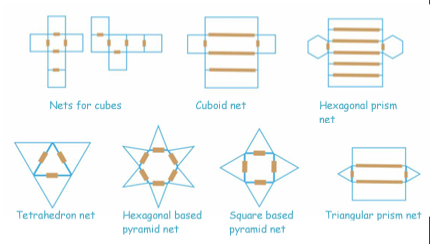 Nets for cubes
Cuboid net
Hexagonal prism
net
Tetrahedron net
Hexagonal based
pyramid net
Square based
pyramid net
Triangular prism net